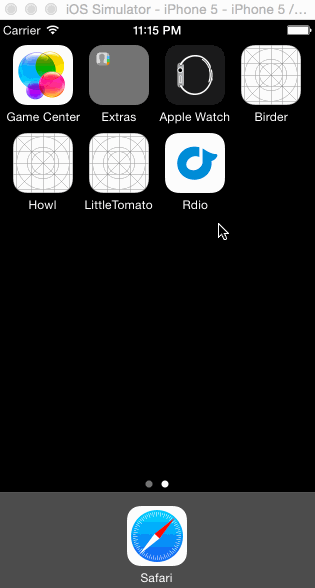 iOS Simulator - iPhone 5 - iPhone 5 /...
Carrier 11:15 PM
Game Center Extras Apple Watch Birder
Howl LittleTomato Rdio
Safari